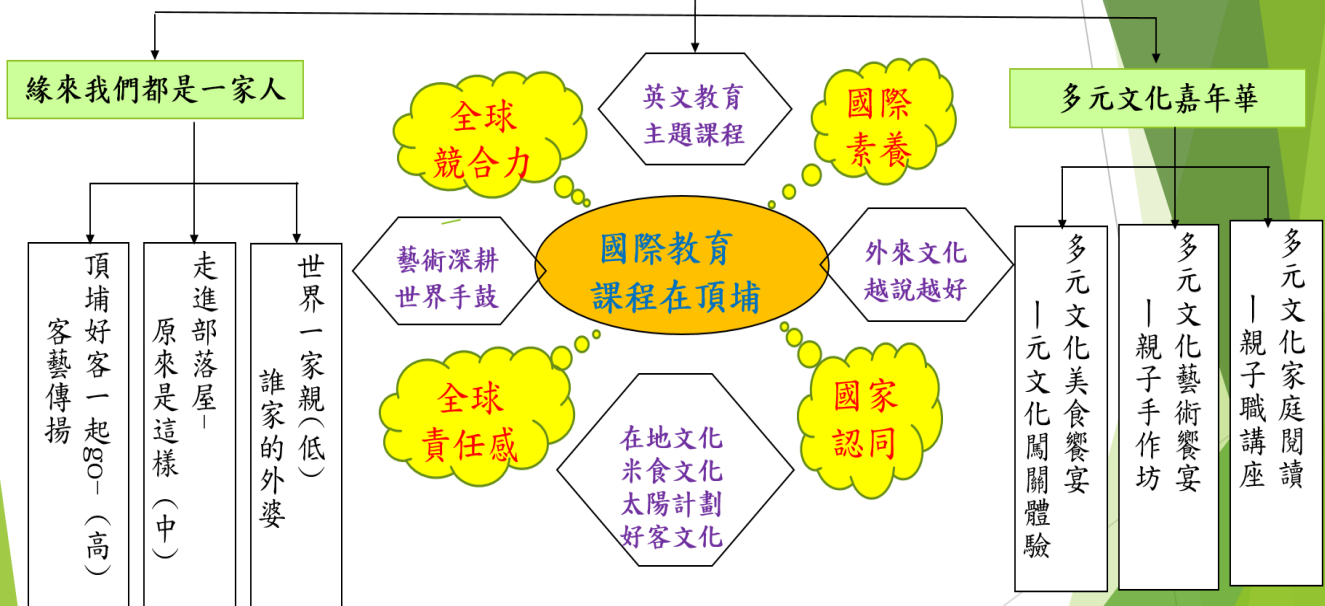 緣來我們都是一家人
頂埔好客一起go–（高）
客藝傳揚
走進部落屋–
原來是這樣（中）
世界一家親(低）
誰家的外婆
全球
競合力
英文教育
主題課程
國際
素養
藝術深耕
世界手鼓
國際教育
課程在頂埔
外來文化
越說越好
全球
責任感
在地文化
米食文化
太陽計劃
好客文化
國家
認同
多元文化嘉年華
多元文化美食饗宴
–元文化闖關體驗
多元文化藝術饗宴
–親子手作坊
多元文化家庭閱讀
–親子職講座